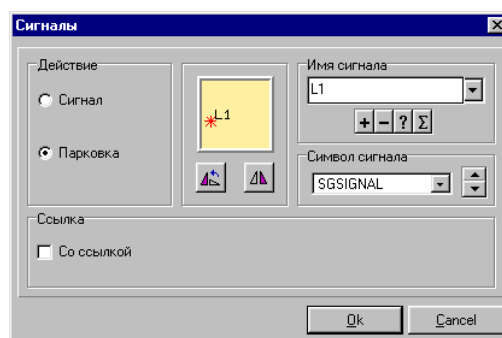 Сигналы
Действие
Сигнал
Парковка
L1
Имя сигнала
L1
+ - ? Σ
Символ сигнала
SGSIGNAL
Ссылка
Со ссылкой
Ok
Cancel